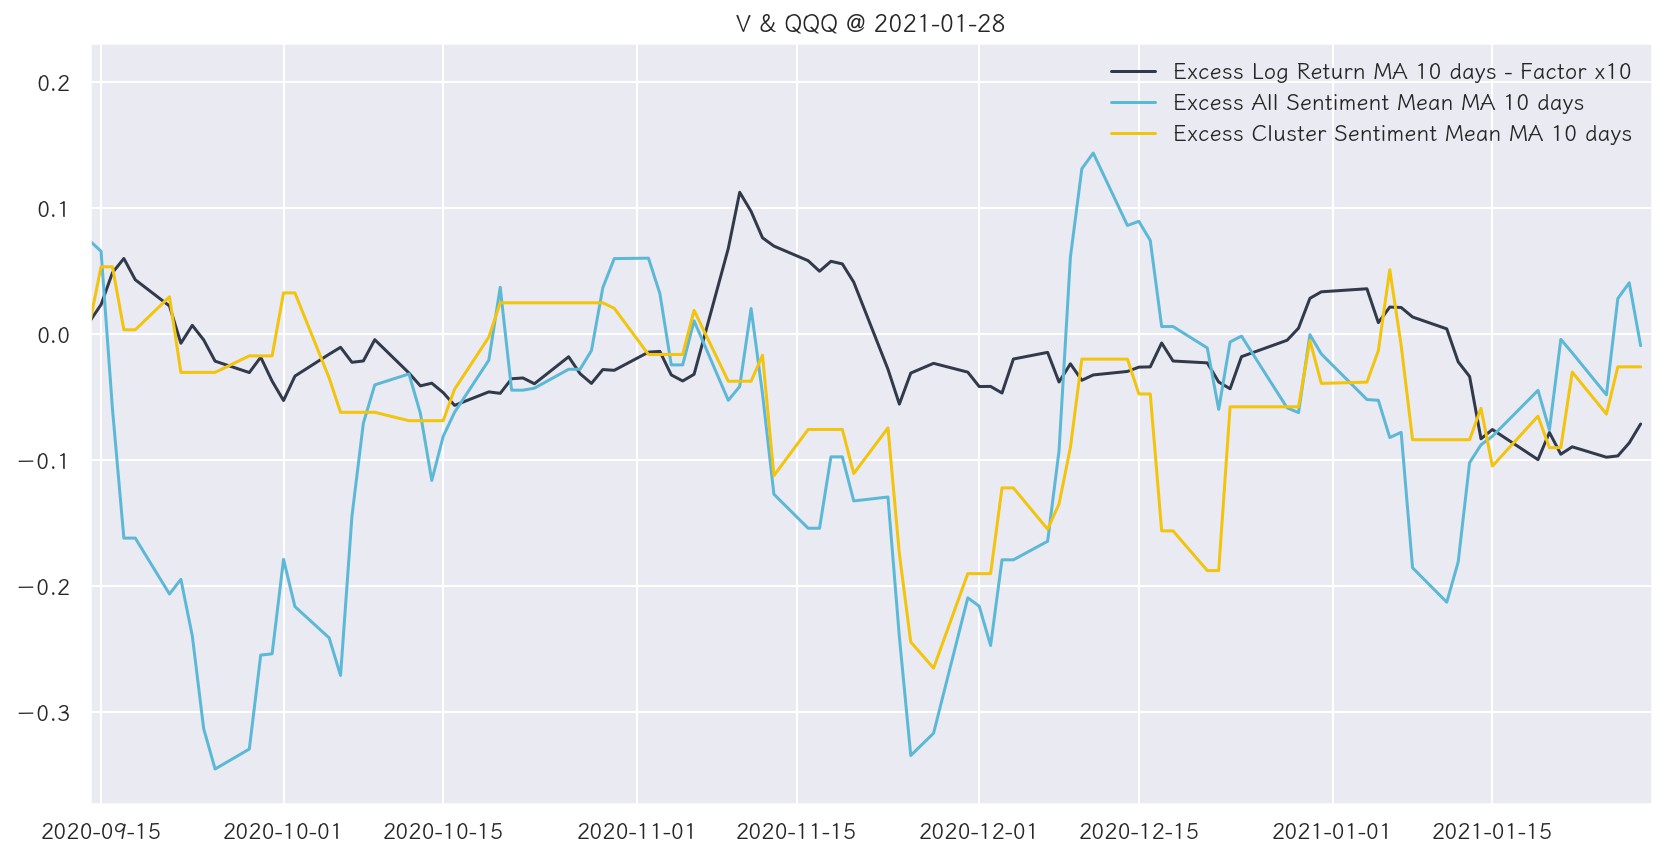 V & QQQ @ 2021-01-28
Excess Log Return MA 10 days - Factor x10
Excess All Sentiment Mean MA 10 days
Excess Cluster Sentiment Mean MA 10 days
0.2
0.1
0.0
−0.1
−0.2
−0.3
2020-09-15 2020-10-01 2020-10-15 2020-11-01 2020-11-15 2020-12-01 2020-12-15 2021-01-01 2021-01-15